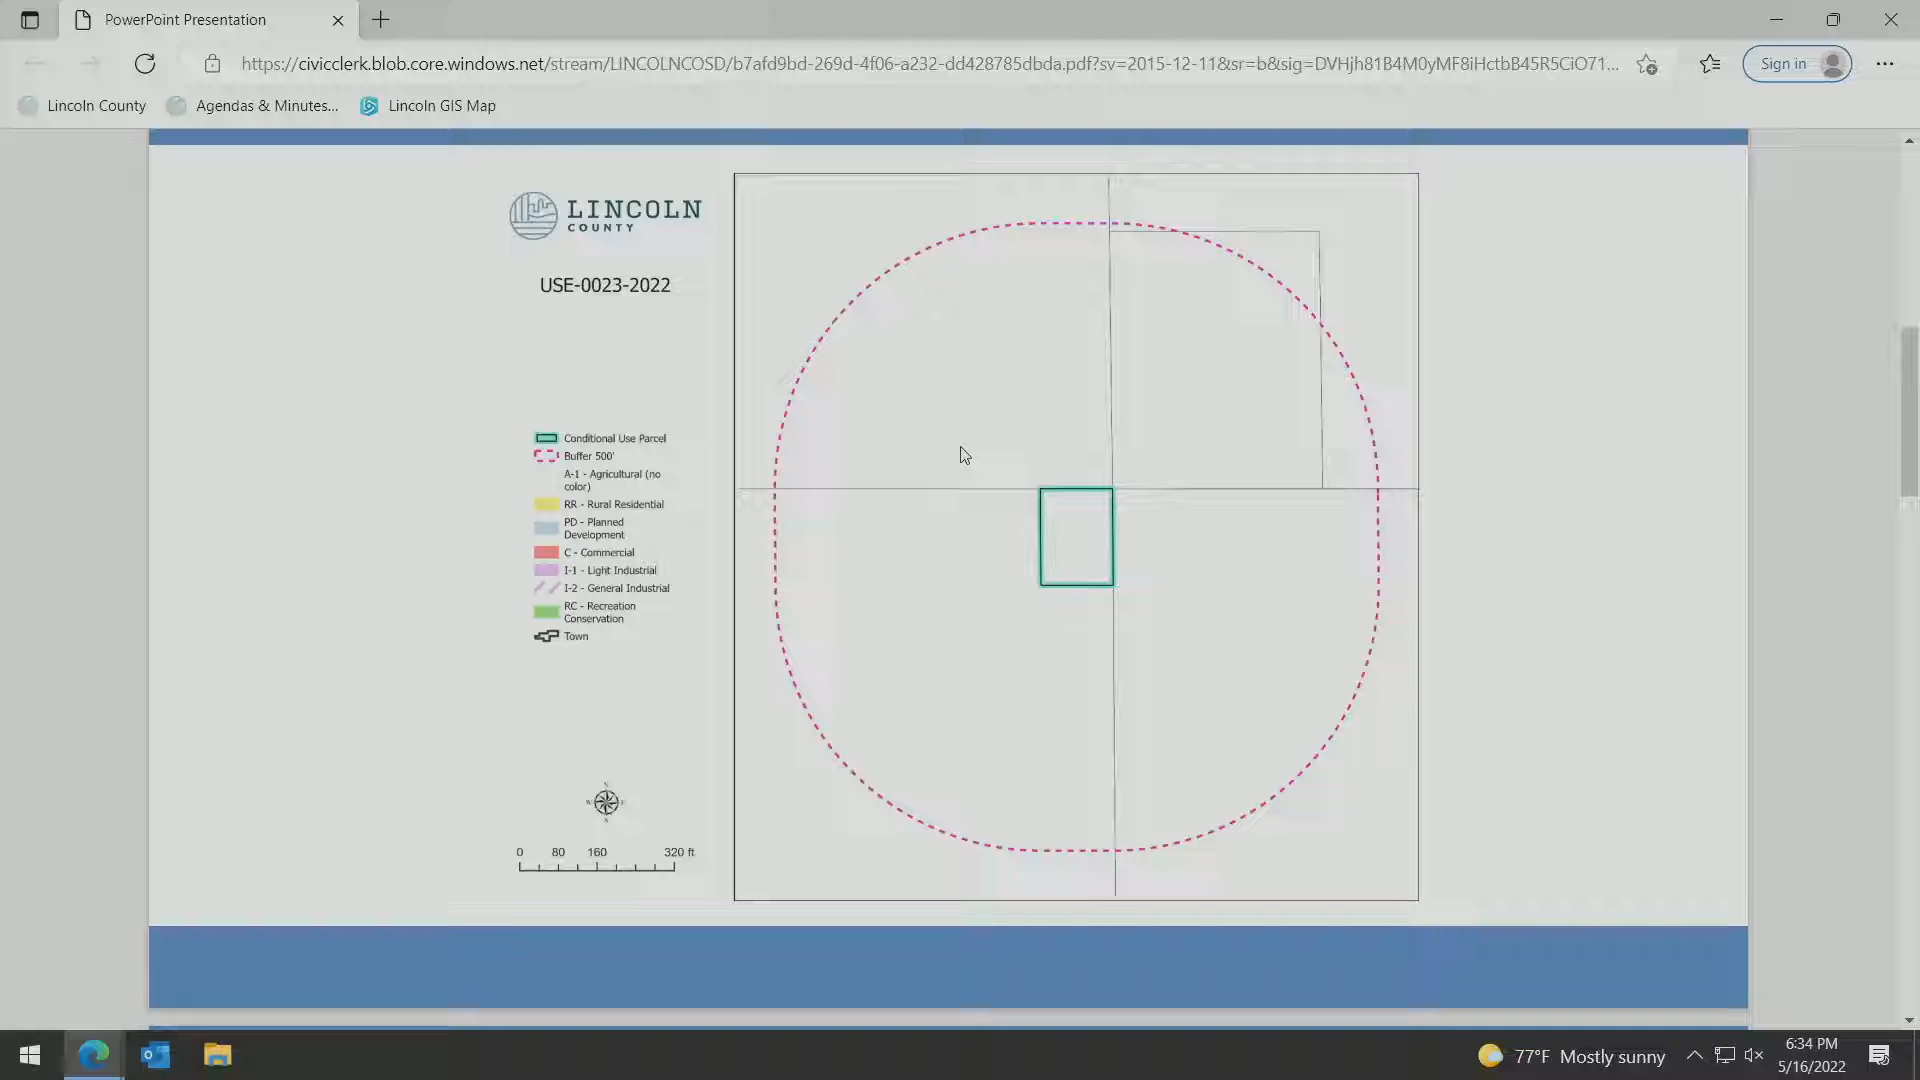 PowerPoint Presentation
https://civicclerk.blob.core.windows.net/stream/LINCOLNCOSD/b7afd9bd-269d-4f06-a232-dd428785dbda.pdf?sv=2015-12-11&sr=b&sig=DVHjh81B4M0yMF8iHctbB45R5CiO71...
Sign in
Lincoln County
Agendas & Minutes...
Lincoln GIS Map
LINCOLN
COUNTY
USE-0023-2022
Conditional Use Parcel
Buffer 500'
A-1 - Agricultural (no
color)
RR - Rural Residential
PD - Planned
Development
C - Commercial
I-1 - Light Industrial
I-2 - General Industrial
RC - Recreation
Conservation
Town
N
W E
S
0 80 160 320 ft
77°F Mostly sunny
6:34 PM
5/16/2022